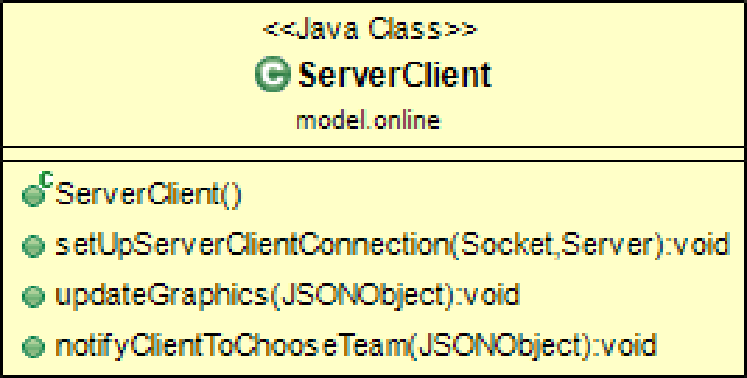 <<Java Class>>
C ServerClient
model.online
C ServerClient()
setUpServerClientConnection(Socket,Server):void
updateGraphics(JSONObject):void
notifyClientToChooseTeam(JSONObject):void